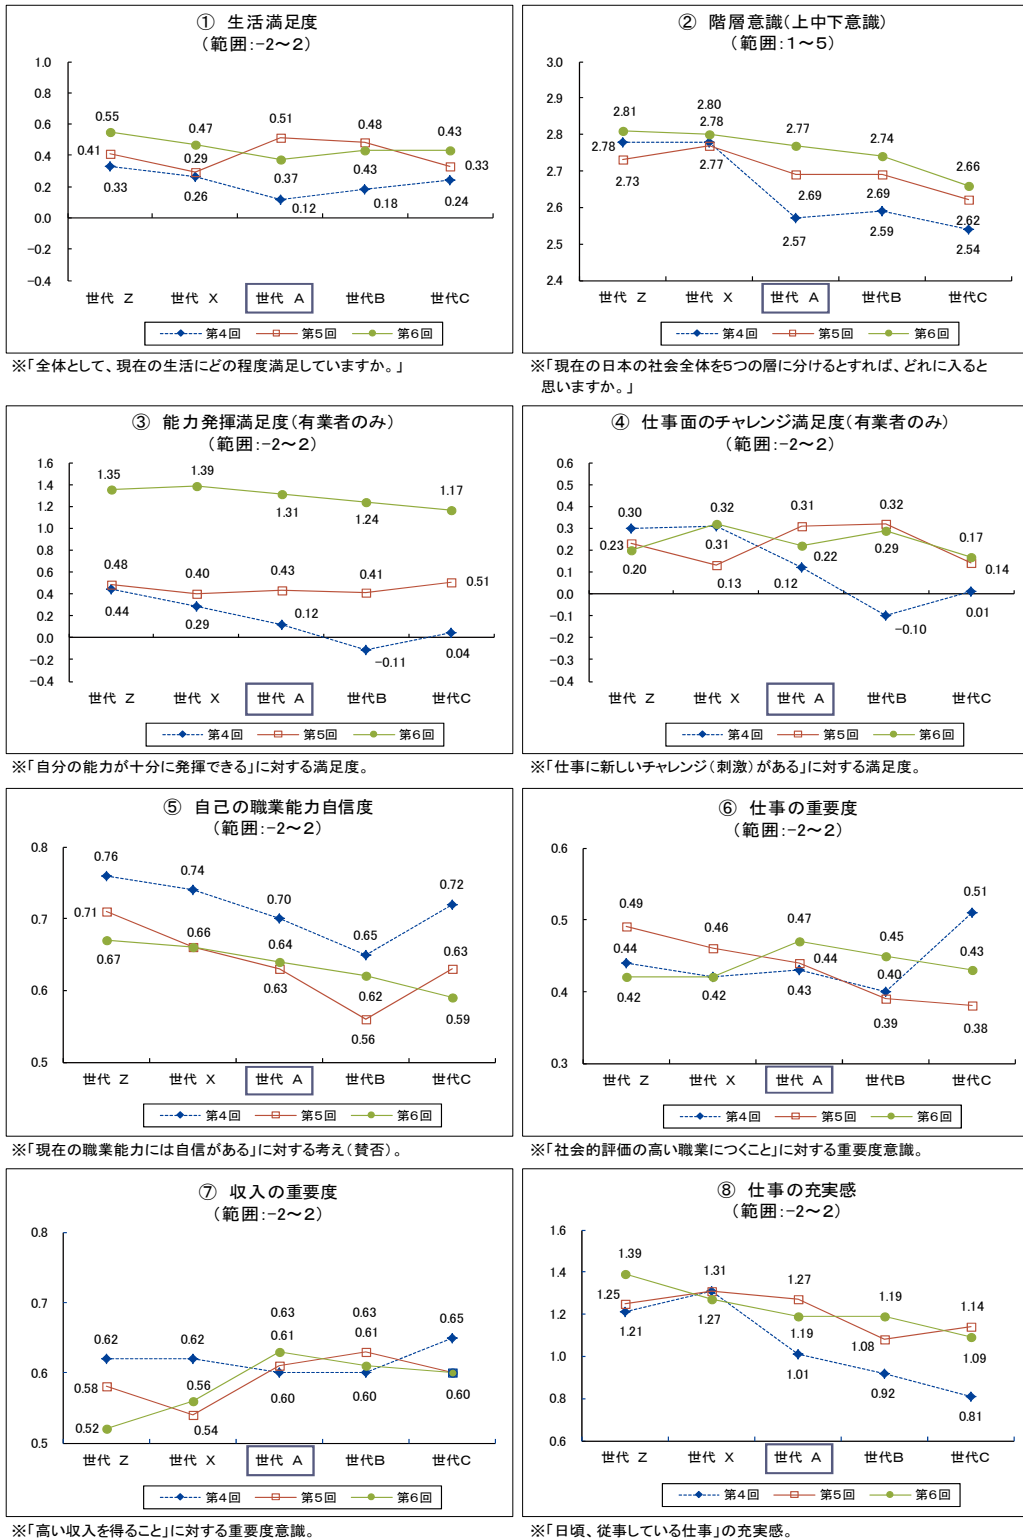 ① 生活満足度
(範囲:-2～2)
1.0
0.8
0.6
0.4
0.2
0.0
−0.2
−0.4
0.55
0.47
0.51
0.48
0.43
0.41
0.29
0.37
0.43
0.33
0.33
0.26
0.12
0.18
0.24
世代 Z
世代 X
世代 A
世代B
世代C
第4回 第5回 第6回
※「全体として、現在の生活にどの程度満足していますか。」
② 階層意識(上中下意識)
(範囲:1～5)
3.0
2.9
2.8
2.7
2.6
2.5
2.4
2.81
2.80
2.78
2.77
2.74
2.66
2.78
2.73
2.77
2.69
2.69
2.62
2.57
2.59
2.54
世代 Z
世代 X
世代 A
世代B
世代C
第4回 第5回 第6回
※「現在の日本の社会全体を5つの層に分けるとすれば、どれに入ると
思いますか。」
③ 能力発揮満足度(有業者のみ)
(範囲:-2～2)
1.6
1.4
1.2
1.0
0.8
0.6
0.4
0.2
0.0
−0.2
−0.4
1.35
1.39
1.31
1.24
1.17
0.48
0.40
0.43
0.41
0.51
0.44
0.29
0.12
−0.11
0.04
世代 Z
世代 X
世代 A
世代B
世代C
第4回 第5回 第6回
※「自分の能力が十分に発揮できる」に対する満足度。
④ 仕事面のチャレンジ満足度(有業者のみ)
(範囲:-2～2)
0.6
0.5
0.4
0.3
0.2
0.1
0.0
−0.1
−0.2
−0.3
−0.4
0.30
0.32
0.31
0.32
0.17
0.23
0.31
0.22
0.29
0.14
0.20
0.13
0.12
−0.10
0.01
世代 Z
世代 X
世代 A
世代B
世代C
第4回 第5回 第6回
※「仕事に新しいチャレンジ(刺激)がある」に対する満足度。
⑤ 自己の職業能力自信度
(範囲:-2～2)
0.8
0.7
0.6
0.5
0.76
0.74
0.70
0.65
0.72
0.71
0.66
0.64
0.63
0.67
0.63
0.62
0.59
0.56
世代 Z
世代 X
世代 A
世代B
世代C
第4回 第5回 第6回
※「現在の職業能力には自信がある」に対する考え(賛否)。
⑥ 仕事の重要度
(範囲:-2～2)
0.6
0.5
0.4
0.3
0.49
0.46
0.47
0.45
0.51
0.44
0.44
0.40
0.43
0.42
0.42
0.43
0.39
0.38
世代 Z
世代 X
世代 A
世代B
世代C
第4回 第5回 第6回
※「社会的評価の高い職業につくこと」に対する重要度意識。
⑦ 収入の重要度
(範囲:-2～2)
0.8
0.7
0.6
0.5
0.62
0.62
0.63
0.63
0.65
0.58
0.56
0.61
0.61
0.52
0.54
0.60
0.60
0.60
世代 Z
世代 X
世代 A
世代B
世代C
第4回 第5回 第6回
※「高い収入を得ること」に対する重要度意識。
⑧ 仕事の充実感
(範囲:-2～2)
1.6
1.4
1.2
1.0
0.8
0.6
1.39
1.31
1.27
1.19
1.14
1.25
1.21
1.27
1.19
1.08
1.09
1.01
0.92
0.81
世代 Z
世代 X
世代 A
世代B
世代C
第4回 第5回 第6回
※「日頃、従事している仕事」の充実感。